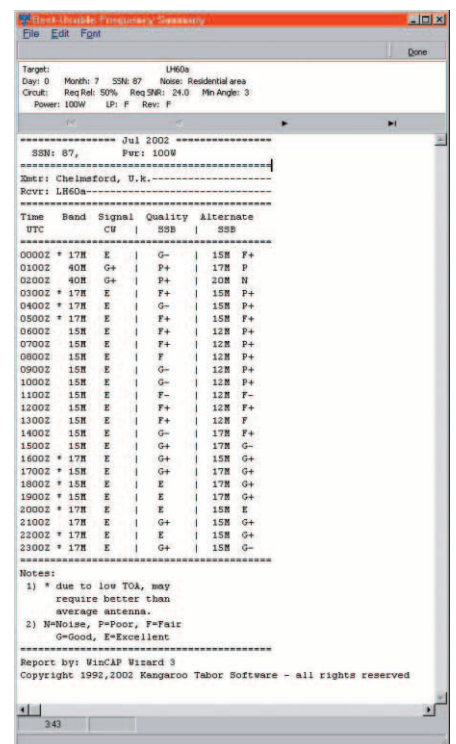 Best Usable Frequency Summary
File Edit Font
Done
Target: LH60a
Day: 0 Month: 7 SSN: 87 Noise: Residential area
Circuit: Req Rel: 50% Req SNR: 24.0 Min Angle: 3
Power: 100W LP: F Rev: F
================ Jul 2002 ================
SSN: 87, Pwr: 100W
==========================================
Xmtr: Chelmsford, U.k.--------------------
Rcvr: LH60a-------------------------------
==========================================
Time Band Signal Quality Alternate
UTC CW | SSB | SSB
==========================================
0000Z * 17M E | G- | 15M F+
0100Z 40M G+ | P+ | 17M P
0200Z 40M G+ | P+ | 20M N
0300Z * 17M E | F+ | 15M P+
0400Z * 17M E | G- | 15M P+
0500Z * 17M E | F+ | 15M F+
0600Z 15M E | F+ | 12M P+
0700Z 15M E | F+ | 12M P+
0800Z 15M E | F | 12M P+
0900Z 15M E | G- | 12M P+
1000Z 15M E | G- | 12M P+
1100Z 15M E | F- | 12M F-
1200Z 15M E | F+ | 12M F+
1300Z 15M E | F+ | 12M F
1400Z 15M E | G- | 17M F+
1500Z 15M E | G+ | 17M G-
1600Z * 17M E | G+ | 15M G+
1700Z * 15M E | G+ | 17M G+
1800Z * 15M E | E | 17M G+
1900Z * 15M E | E | 17M G+
2000Z * 17M E | E | 15M E
2100Z 17M E | G+ | 15M G+
2200Z * 17M E | E | 15M G+
2300Z * 17M E | G+ | 15M G-
==========================================
Notes:
1) * due to low TOA, may
require better than
average antenna.
2) N=Noise, P=Poor, F=Fair
G=Good, E=Excellent
==========================================
Report by: WinCAP Wizard 3
Copyright 1992,2002 Kangaroo Tabor Software - all rights reserved
3:43